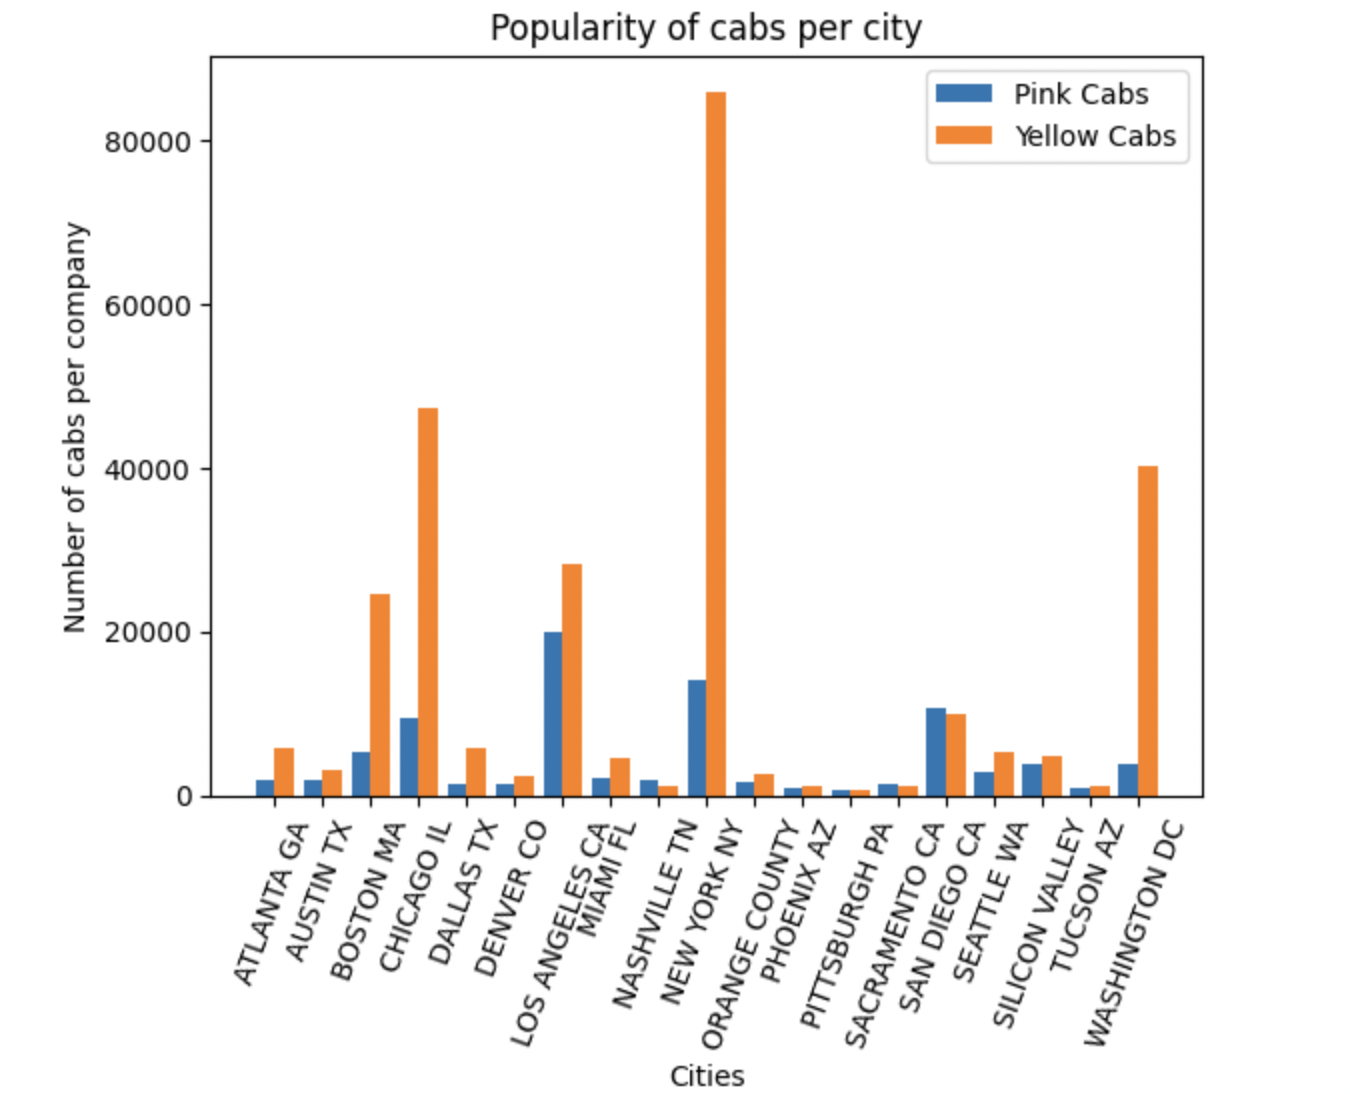 Popularity of cabs per city
Pink Cabs
Yellow Cabs
Number of cabs per company
80000
60000
40000
20000
0
ATLANTA GA
AUSTIN TX
BOSTON MA
CHICAGO IL
DALLAS TX
DENVER CO
LOS ANGELES CA
MIAMI FL
NASHVILLE TN
NEW YORK NY
ORANGE COUNTY
PHOENIX AZ
PITTSBURGH PA
SACRAMENTO CA
SAN DIEGO CA
SEATTLE WA
SILICON VALLEY
TUCSON AZ
WASHINGTON DC
Cities